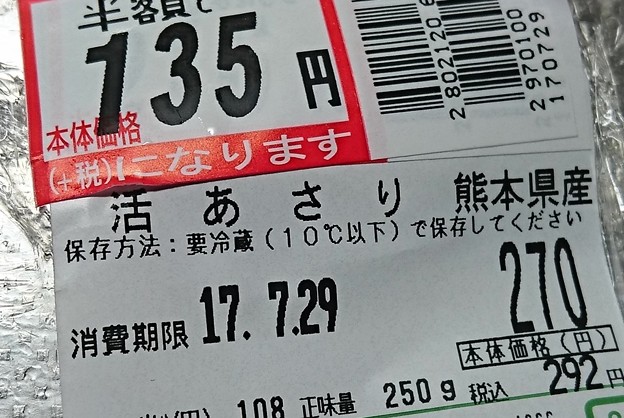 半額で
135円
本体価格
(+税)になります
2802120
2970100
170729
活あさり 熊本県産
保存方法：要冷蔵(10℃以下)で保存してください
消費期限 17. 7.29
270
本体価格(円)
108 正味量 250g 税込 292円